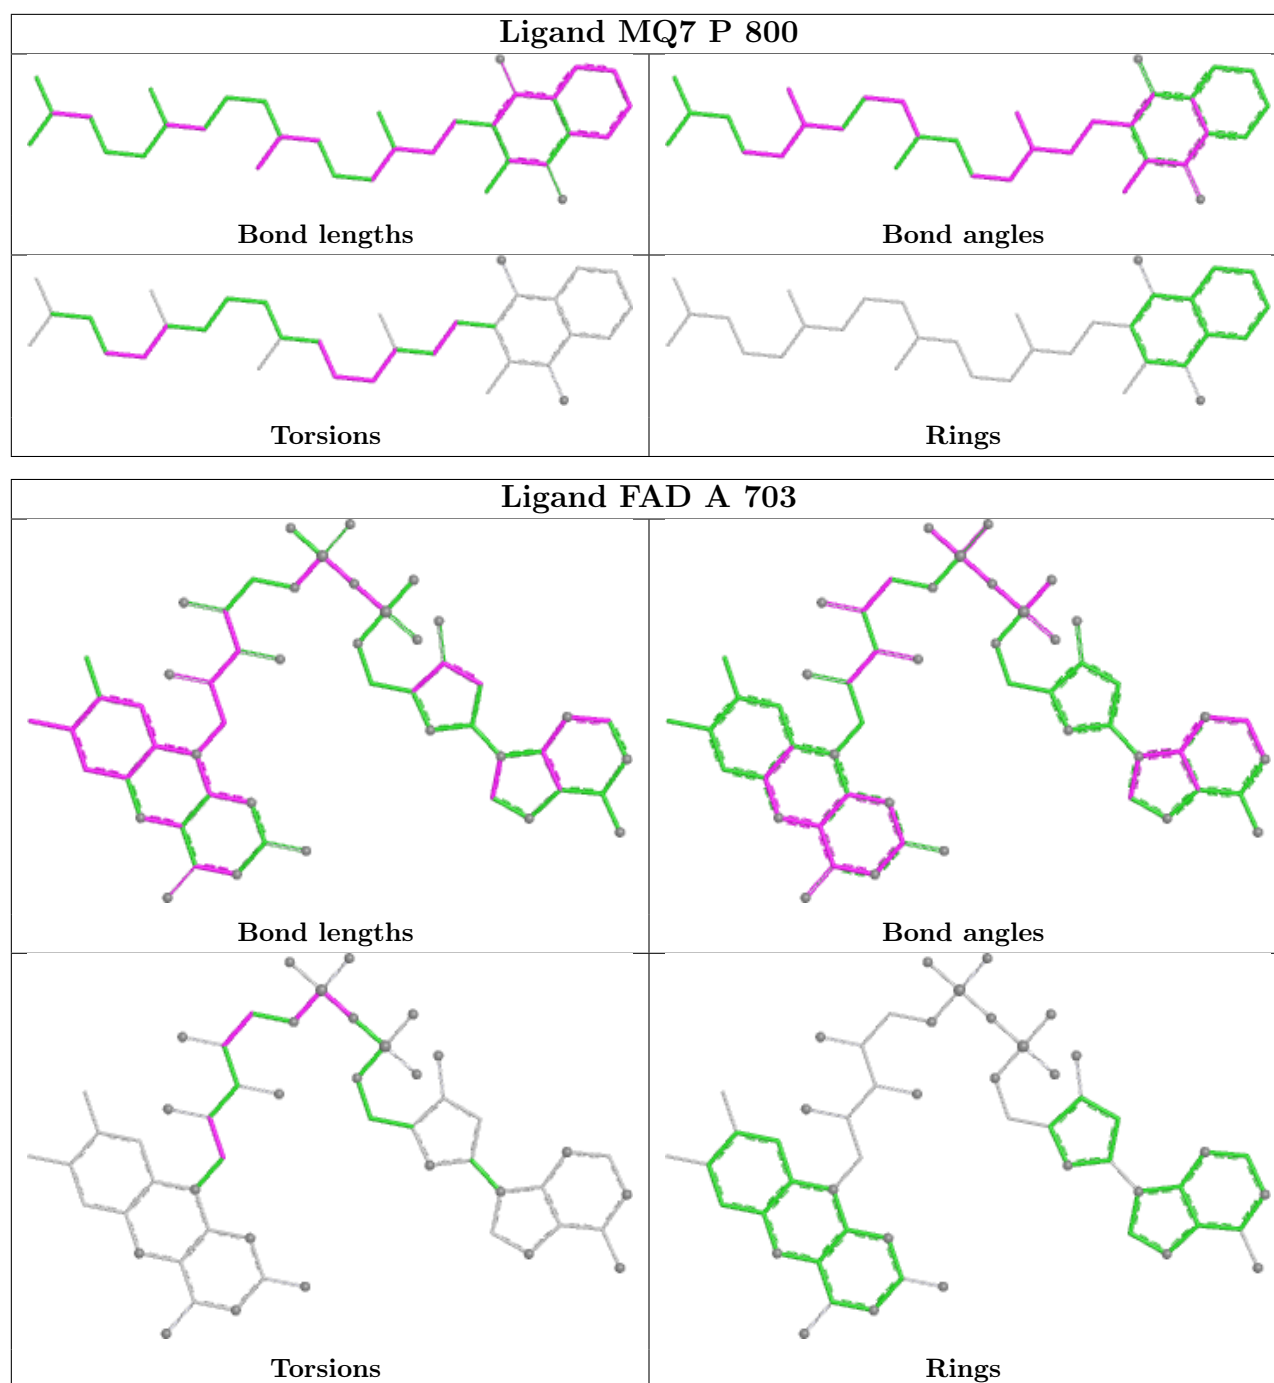 Ligand MQ7 P 800
Bond lengths
Bond angles
Torsions
Rings
Ligand FAD A 703
Bond lengths
Bond angles
Torsions
Rings